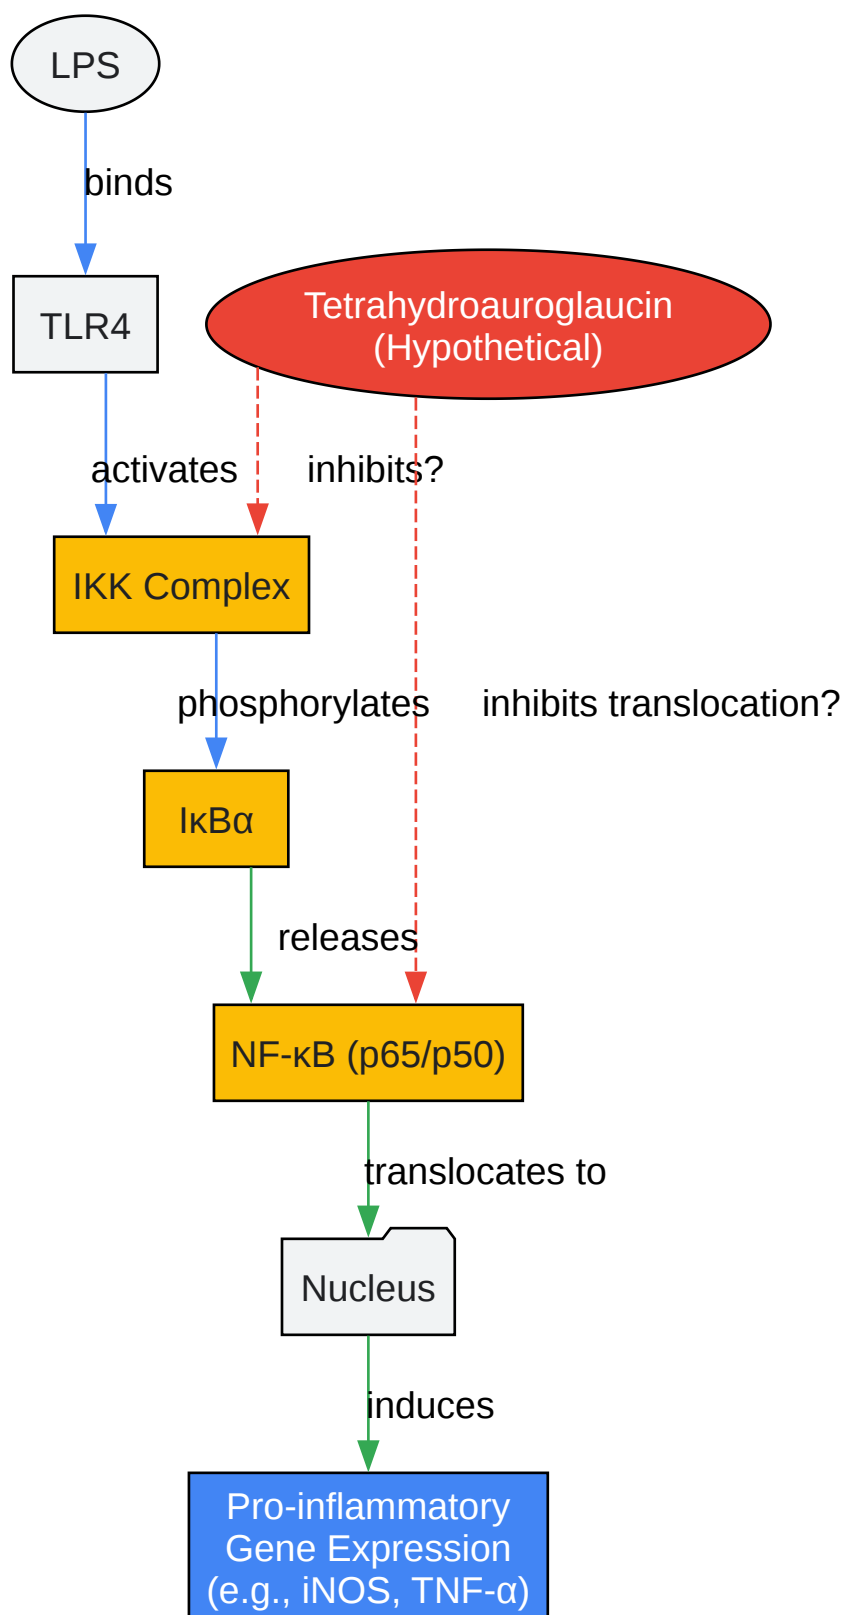 LPS
binds
TLR4
Tetrahydroauroglaucin
(Hypothetical)
activates
inhibits?
IKK Complex
phosphorylates
inhibits translocation?
IκBα
releases
NF-κB (p65/p50)
translocates to
Nucleus
induces
Pro-inflammatory
Gene Expression
(e.g., iNOS, TNF-α)